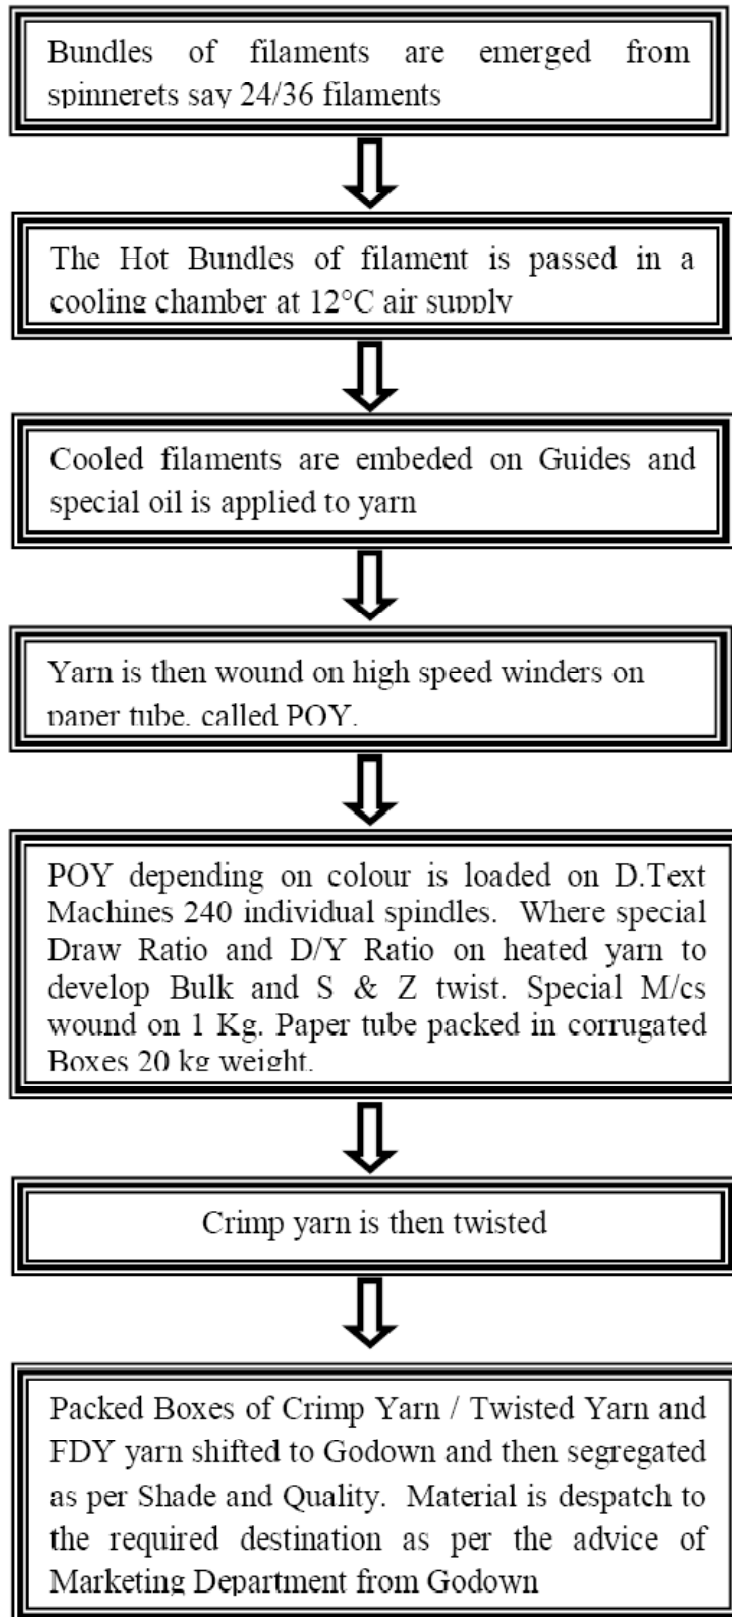 Bundles of filaments are emerged from
spinnerets say 24/36 filaments
The Hot Bundles of filament is passed in a
cooling chamber at 12°C air supply
Cooled filaments are embeded on Guides and
special oil is applied to yarn
Yarn is then wound on high speed winders on
paper tube, called POY.
POY depending on colour is loaded on D.Text
Machines 240 individual spindles. Where special
Draw Ratio and D/Y Ratio on heated yarn to
develop Bulk and S & Z twist. Special M/cs
wound on 1 Kg. Paper tube packed in corrugated
Boxes 20 kg weight.
Crimp yarn is then twisted
Packed Boxes of Crimp Yarn / Twisted Yarn and
FDY yarn shifted to Godown and then segregated
as per Shade and Quality. Material is despatch to
the required destination as per the advice of
Marketing Department from Godown